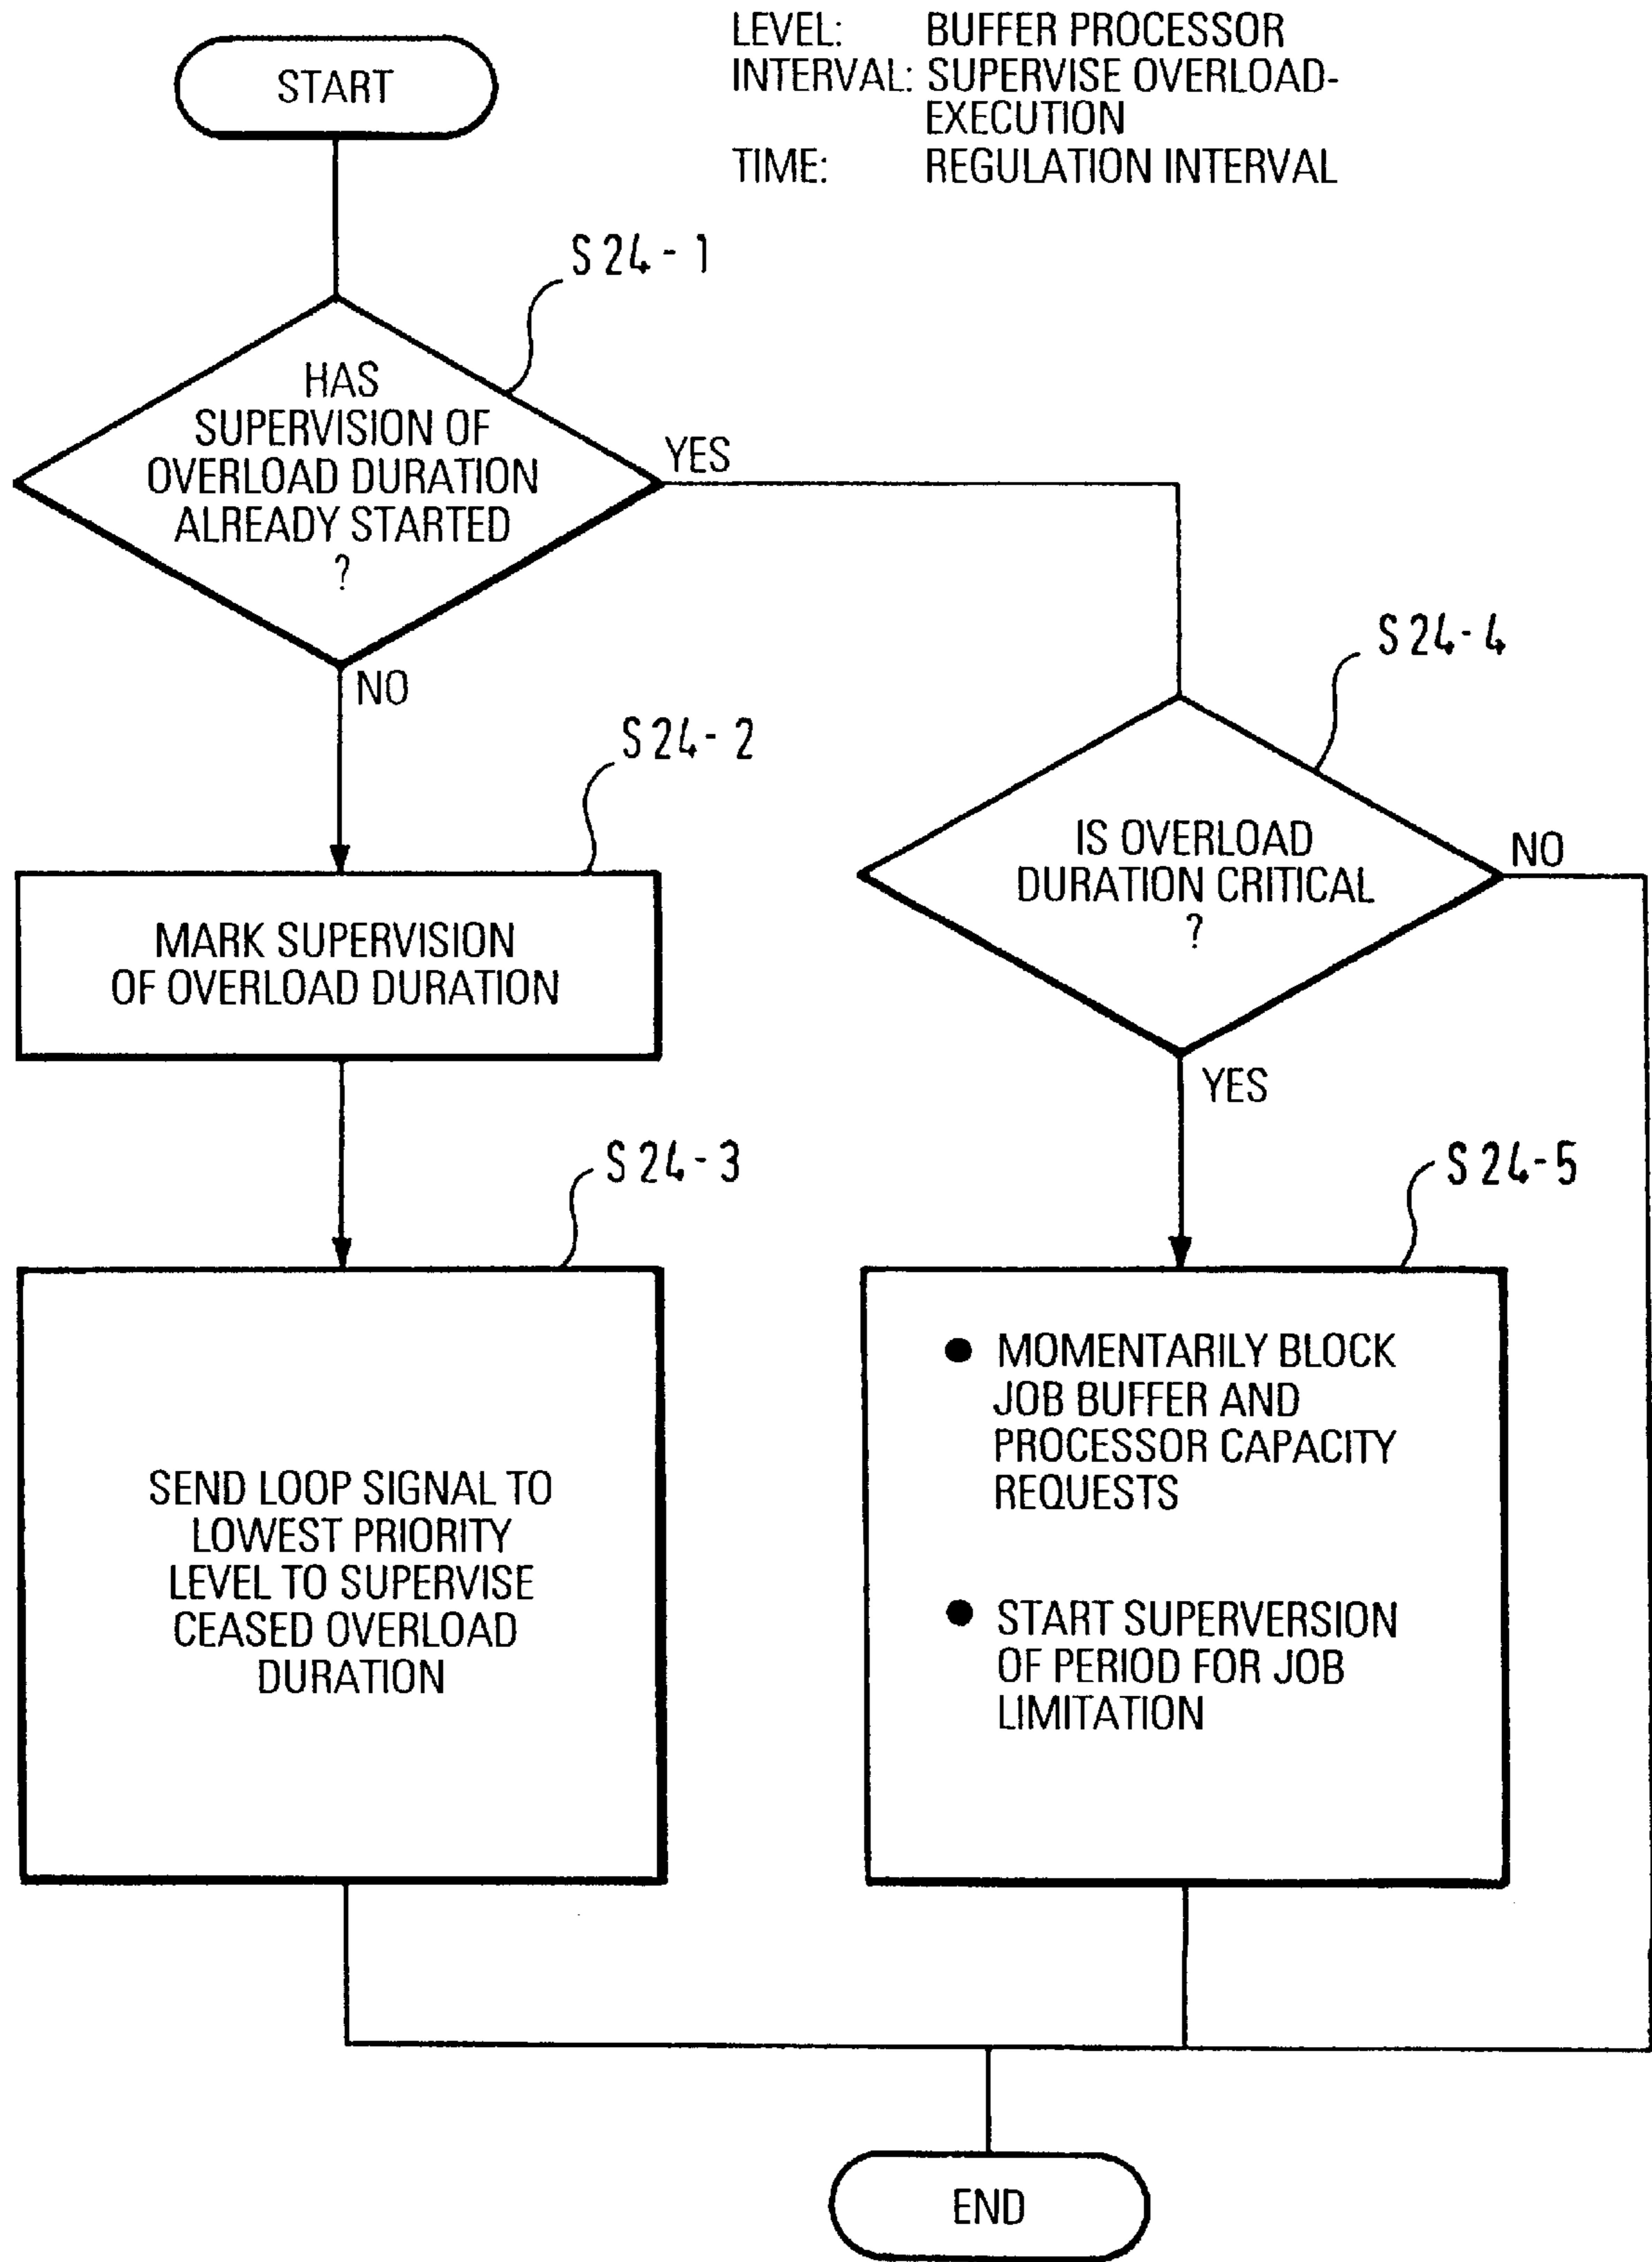 LEVEL: BUFFER PROCESSOR
INTERVAL: SUPERVISE OVERLOAD-
EXECUTION
TIME: REGULATION INTERVAL
START
S24-1
HAS
SUPERVISION OF
OVERLOAD DURATION
ALREADY STARTED
?
YES
NO
S24-2
MARK SUPERVISION
OF OVERLOAD DURATION
S24-3
SEND LOOP SIGNAL TO
LOWEST PRIORITY
LEVEL TO SUPERVISE
CEASED OVERLOAD
DURATION
S24-4
IS OVERLOAD
DURATION CRITICAL
?
NO
YES
S24-5
● MOMENTARILY BLOCK
JOB BUFFER AND
PROCESSOR CAPACITY
REQUESTS
● START SUPERVERSION
OF PERIOD FOR JOB
LIMITATION
END